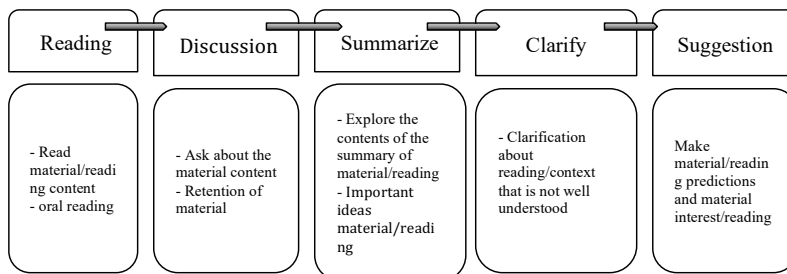 Reading
Discussion
Summarize
Clarify
Suggestion
- Read
material/readi
ng content
- oral reading
- Ask about the
material content
- Retention of
material
- Explore the
contents of the
summary of
material/reading
- Important
ideas
material/readi
ng
- Clarification
about
reading/context
that is not well
understood
Make
material/readin
g predictions
and material
interest/reading